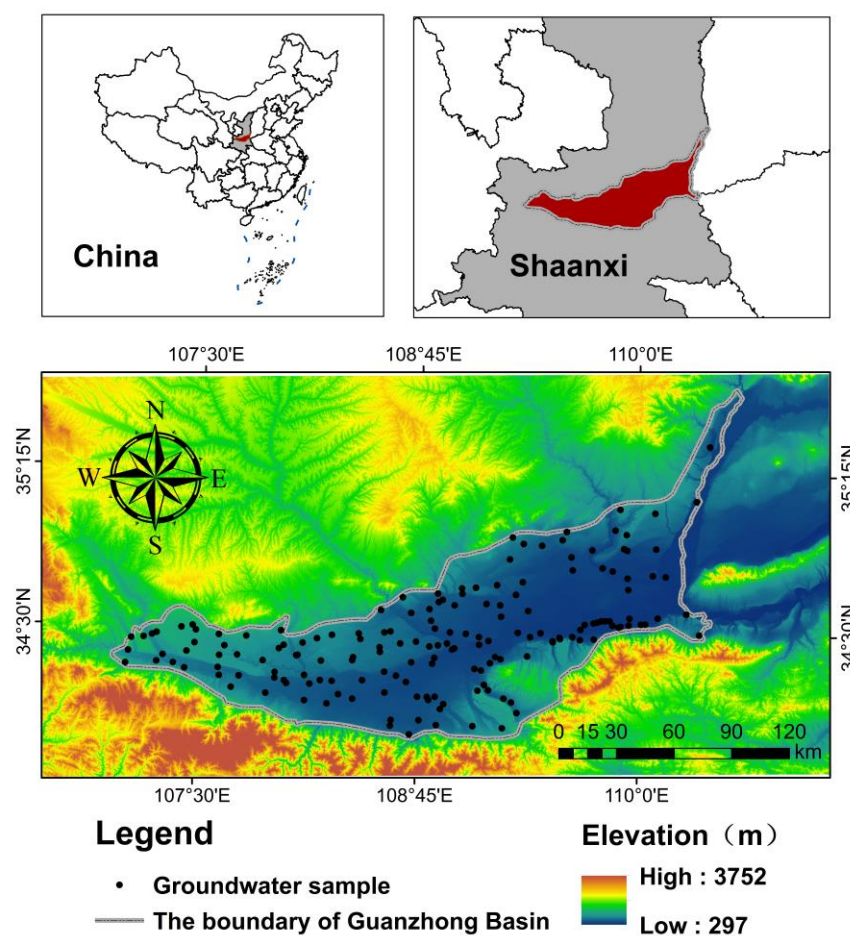 China
Shaanxi
107°30'E 108°45'E 110°0'E
N
W E
S
35°15'N
35°15'N
34°30'N
34°30'N
0 15 30 60 90 120
km
107°30'E 108°45'E 110°0'E
Legend
Groundwater sample
The boundary of Guanzhong Basin
Elevation（m）
High : 3752
Low : 297